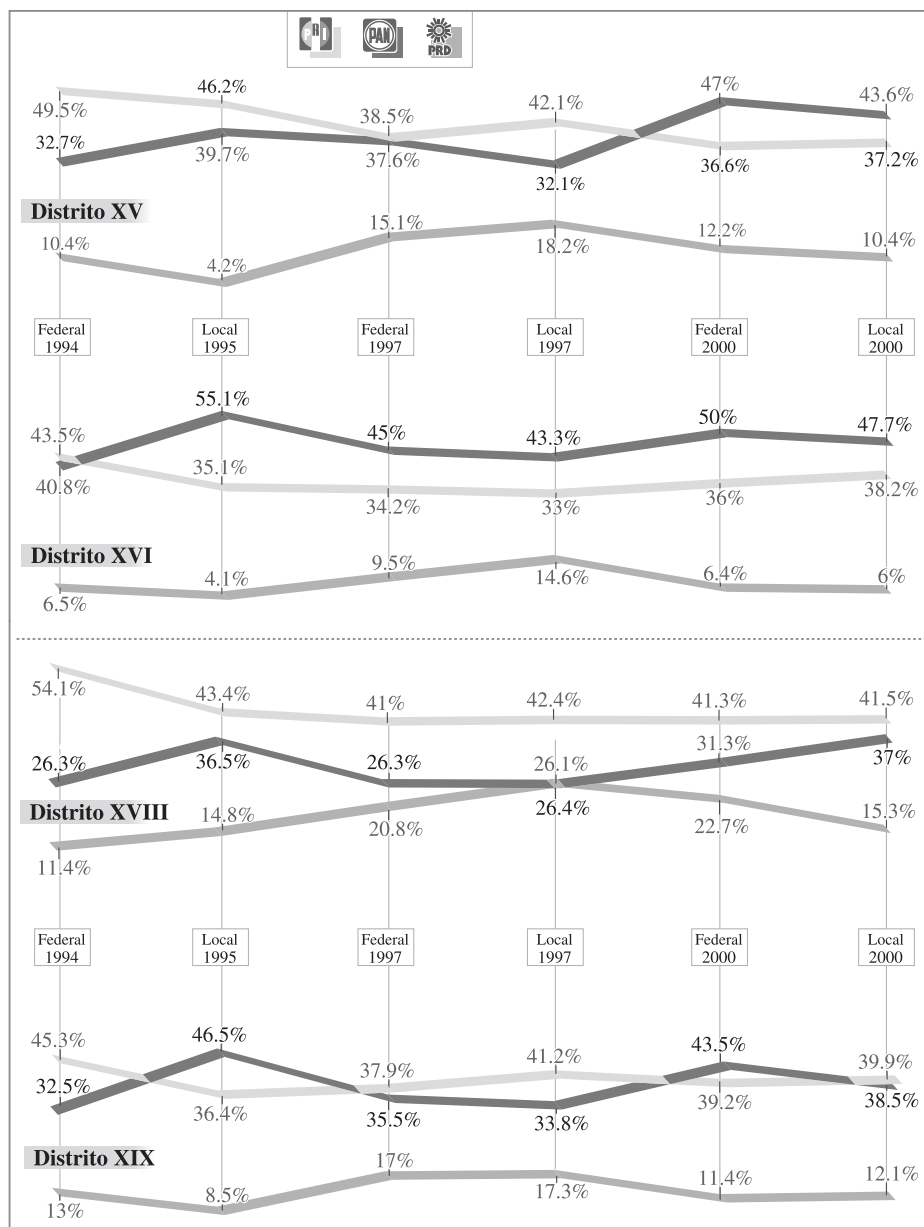 PRI PAN PRD
49.5% 46.2% 38.5% 42.1% 47% 43.6%
32.7% 39.7% 37.6% 32.1% 36.6% 37.2%
Distrito XV
10.4% 4.2% 15.1% 18.2% 12.2% 10.4%
Federal 1994 Local 1995 Federal 1997 Local 1997 Federal 2000 Local 2000
43.5% 55.1% 45% 43.3% 50% 47.7%
40.8% 35.1% 34.2% 33% 36% 38.2%
Distrito XVI
6.5% 4.1% 9.5% 14.6% 6.4% 6%
54.1% 43.4% 41% 42.4% 41.3% 41.5%
26.3% 36.5% 26.3% 26.1% 31.3% 37%
Distrito XVIII
11.4% 14.8% 20.8% 26.4% 22.7% 15.3%
Federal 1994 Local 1995 Federal 1997 Local 1997 Federal 2000 Local 2000
45.3% 46.5% 37.9% 41.2% 43.5% 39.9%
32.5% 36.4% 35.5% 33.8% 39.2% 38.5%
Distrito XIX
13% 8.5% 17% 17.3% 11.4% 12.1%